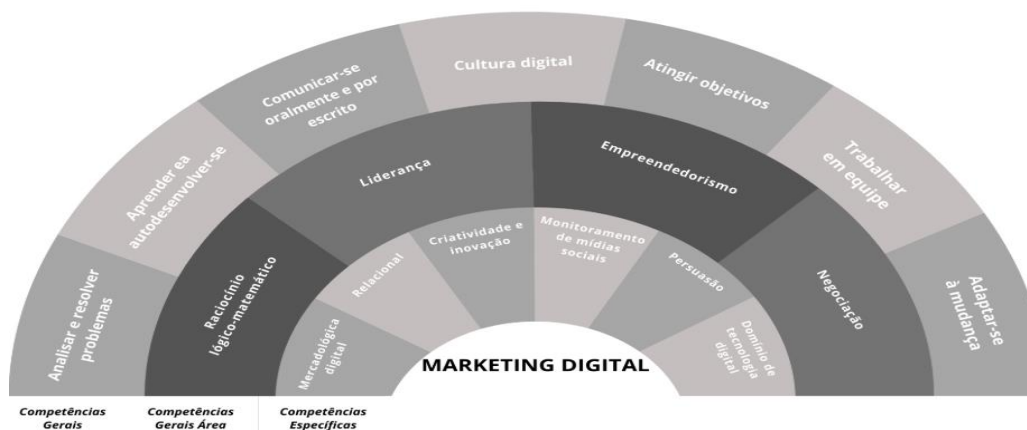 Analisar e resolver
problemas
Aprender ea
autodesenvolver-se
Comunicar-se
oralmente e por
escrito
Cultura digital
Atingir objetivos
Trabalhar
em equipe
Adaptar-se
à mudança
Raciocínio
lógico-matemático
Liderança
Empreendedorismo
Negociação
Mercadológica
digital
Relacional
Criatividade e
inovação
Monitoramento
de mídias
sociais
Persuasão
Domínio de
tecnologia
digital
MARKETING DIGITAL
Competências
Gerais
Competências
Gerais Área
Competências
Específicas